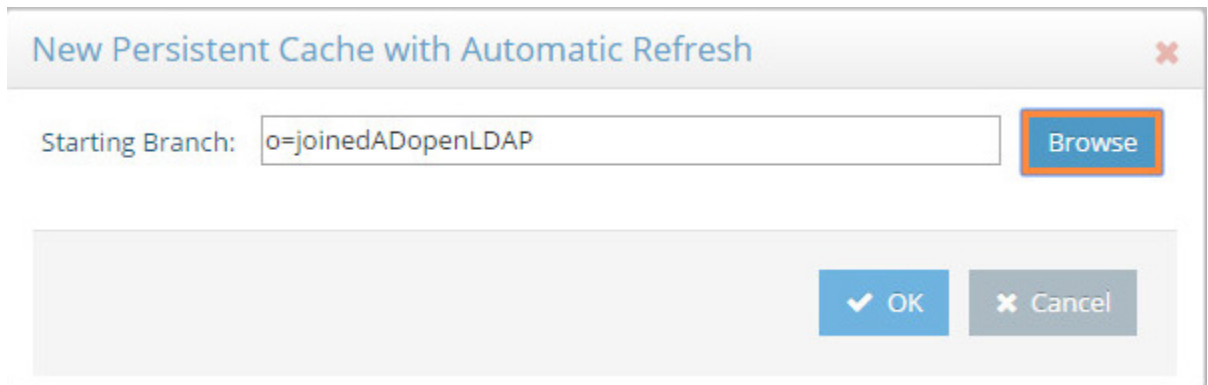 New Persistent Cache with Automatic Refresh
Starting Branch: o=joinedADopenLDAP Browse
OK Cancel